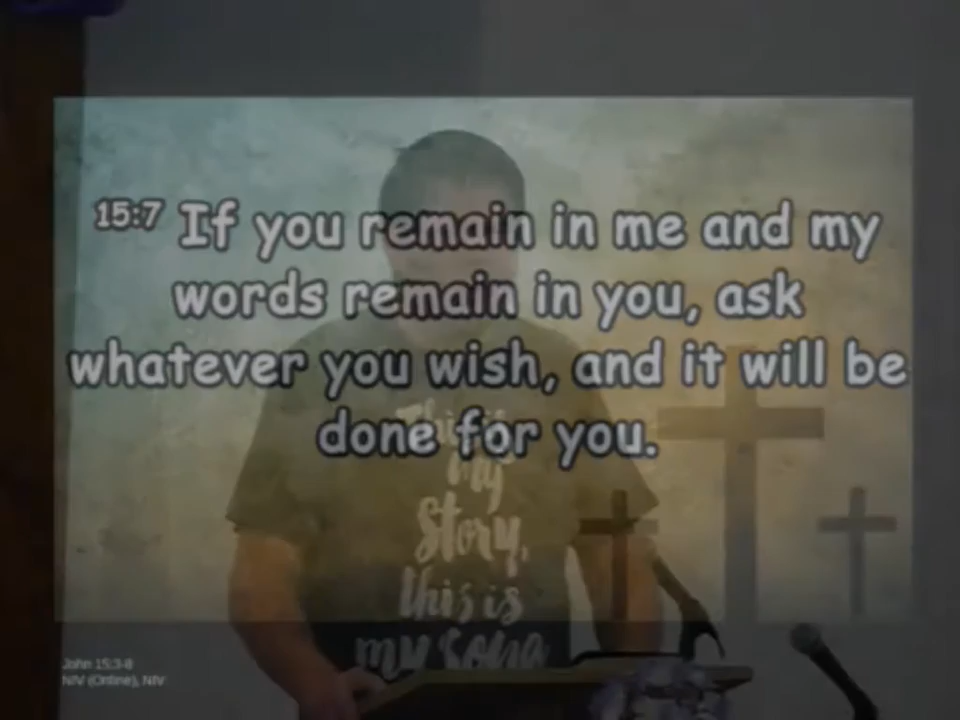 15:7 If you remain in me and my
words remain in you, ask
whatever you wish, and it will be
done for you.
This is
my
Story,
this is
my song
John 15:3-8
NIV (Online), NIV